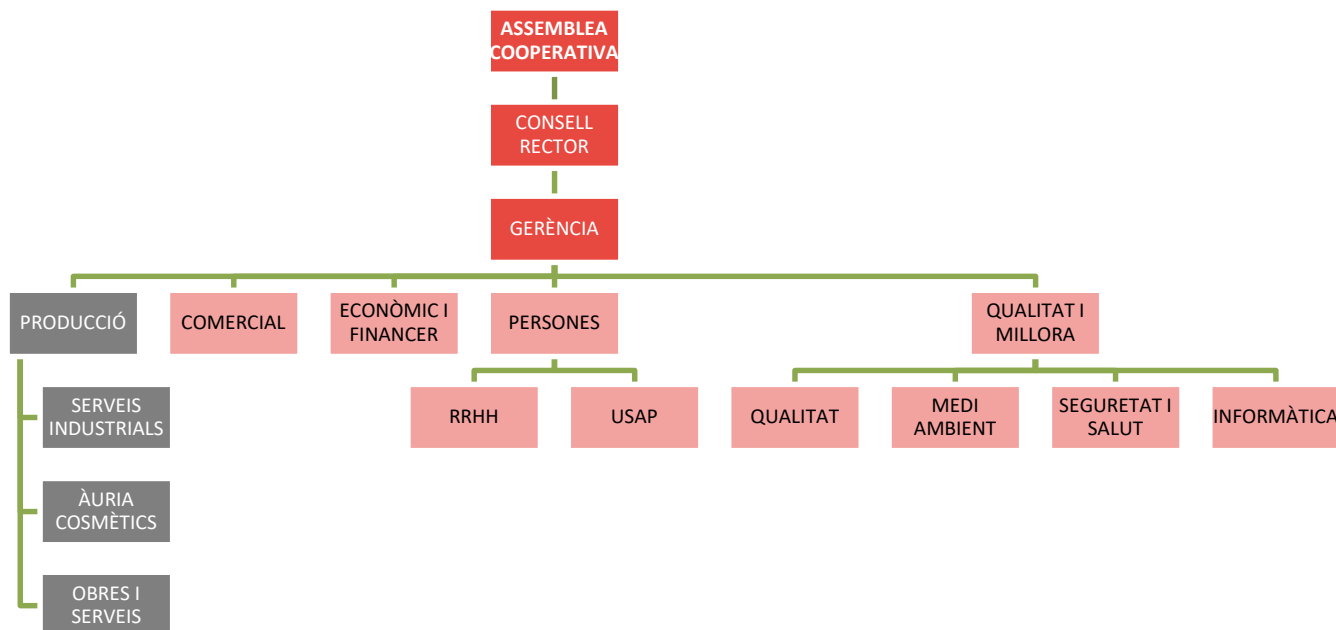 ASSEMBLEA
COOPERATIVA
CONSELL
RECTOR
GERÈNCIA
PRODUCCIÓ
COMERCIAL
ECONÒMIC I
FINANCER
PERSONES
QUALITAT I
MILLORA
SERVEIS
INDUSTRIALS
RRHH
USAP
QUALITAT
MEDI
AMBIENT
SEGURETAT I
SALUT
INFORMÀTICA
ÀURIA
COSMÈTICS
OBRES I
SERVEIS